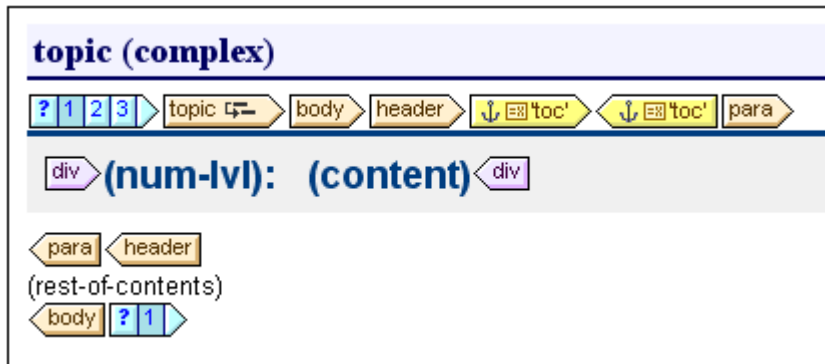 topic (complex)
? 1 2 3 topic body header 'toc' 'toc' para
div (num-lvl): (content) div
para header
(rest-of-contents)
body ? 1